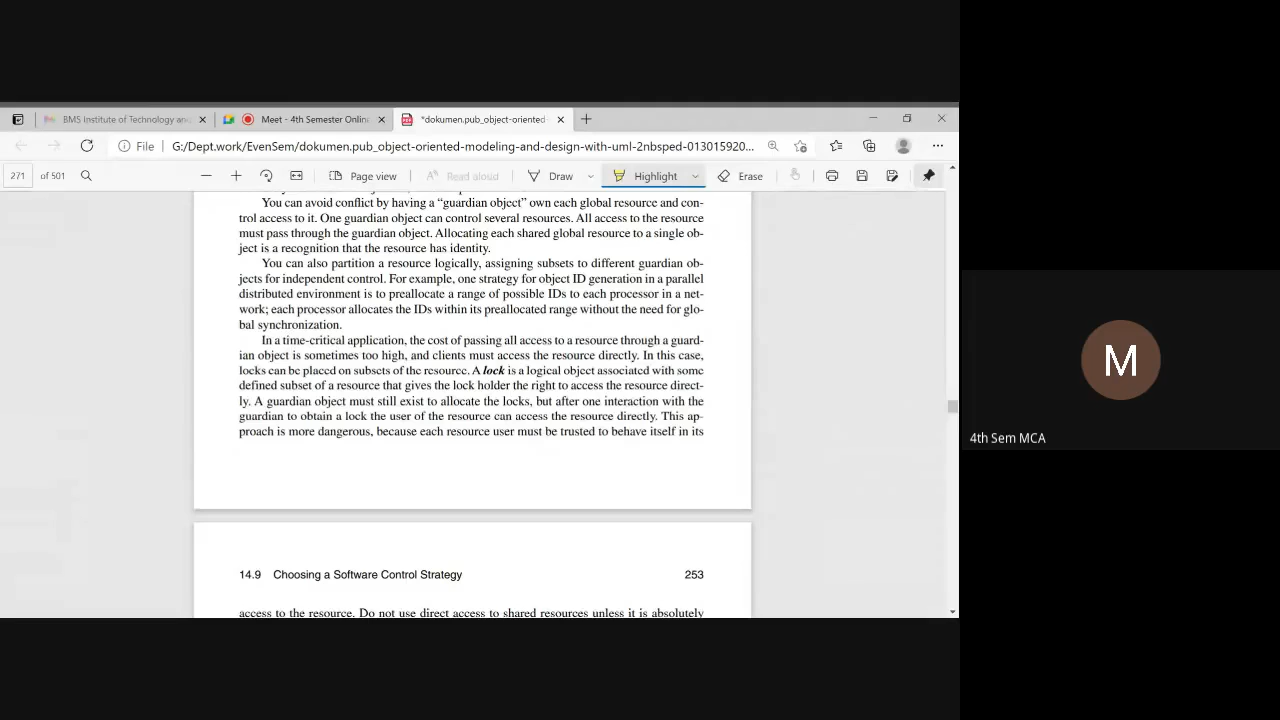 BMS Institute of Technology an
Meet - 4th Semester Onlin
*dokumen.pub_object-oriented-
File
G:/Dept.work/EvenSem/dokumen.pub_object-oriented-modeling-and-design-with-uml-2nbsped-013015920...
271 of 501
Page view
Read aloud
Draw
Highlight
Erase
You can avoid conflict by having a “guardian object” own each global resource and con-
trol access to it. One guardian object can control several resources. All access to the resource
must pass through the guardian object. Allocating each shared global resource to a single ob-
ject is a recognition that the resource has identity.
You can also partition a resource logically, assigning subsets to different guardian ob-
jects for independent control. For example, one strategy for object ID generation in a parallel
distributed environment is to preallocate a range of possible IDs to each processor in a net-
work; each processor allocates the IDs within its preallocated range without the need for glo-
bal synchronization.
In a time-critical application, the cost of passing all access to a resource through a guard-
ian object is sometimes too high, and clients must access the resource directly. In this case,
locks can be placed on subsets of the resource. A lock is a logical object associated with some
defined subset of a resource that gives the lock holder the right to access the resource direct-
ly. A guardian object must still exist to allocate the locks, but after one interaction with the
guardian to obtain a lock the user of the resource can access the resource directly. This ap-
proach is more dangerous, because each resource user must be trusted to behave itself in its
14.9 Choosing a Software Control Strategy 253
access to the resource. Do not use direct access to shared resources unless it is absolutely
M
4th Sem MCA